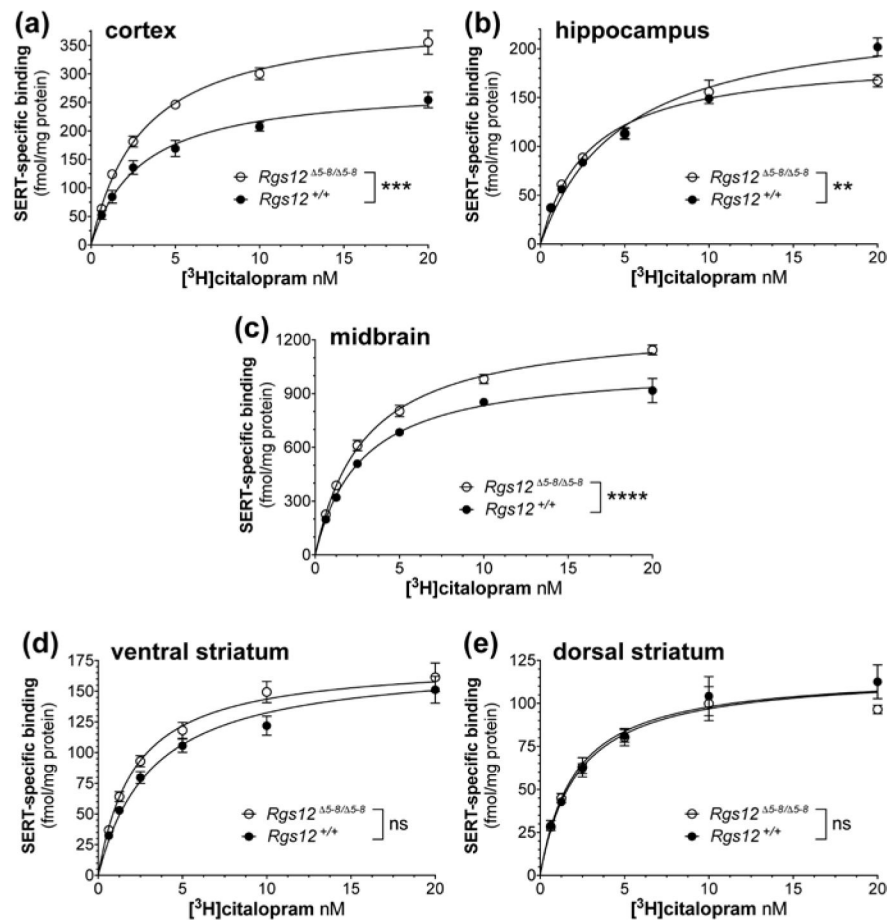 (a) cortex
SERT-specific binding
(fmol/mg protein)
350
300
250
200
150
100
50
0
0 5 10 15 20
[³H]citalopram nM
Rgs12 Δ5-8/Δ5-8
Rgs12 +/+
***
(b) hippocampus
SERT-specific binding
(fmol/mg protein)
200
150
100
50
0
0 5 10 15 20
[³H]citalopram nM
Rgs12 Δ5-8/Δ5-8
Rgs12 +/+
**
(c) midbrain
SERT-specific binding
(fmol/mg protein)
1200
900
600
300
0
0 5 10 15 20
[³H]citalopram nM
Rgs12 Δ5-8/Δ5-8
Rgs12 +/+
****
(d) ventral striatum
SERT-specific binding
(fmol/mg protein)
175
150
125
100
75
50
25
0
0 5 10 15 20
[³H]citalopram nM
Rgs12 Δ5-8/Δ5-8
Rgs12 +/+
ns
(e) dorsal striatum
SERT-specific binding
(fmol/mg protein)
125
100
75
50
25
0
0 5 10 15 20
[³H]citalopram nM
Rgs12 Δ5-8/Δ5-8
Rgs12 +/+
ns